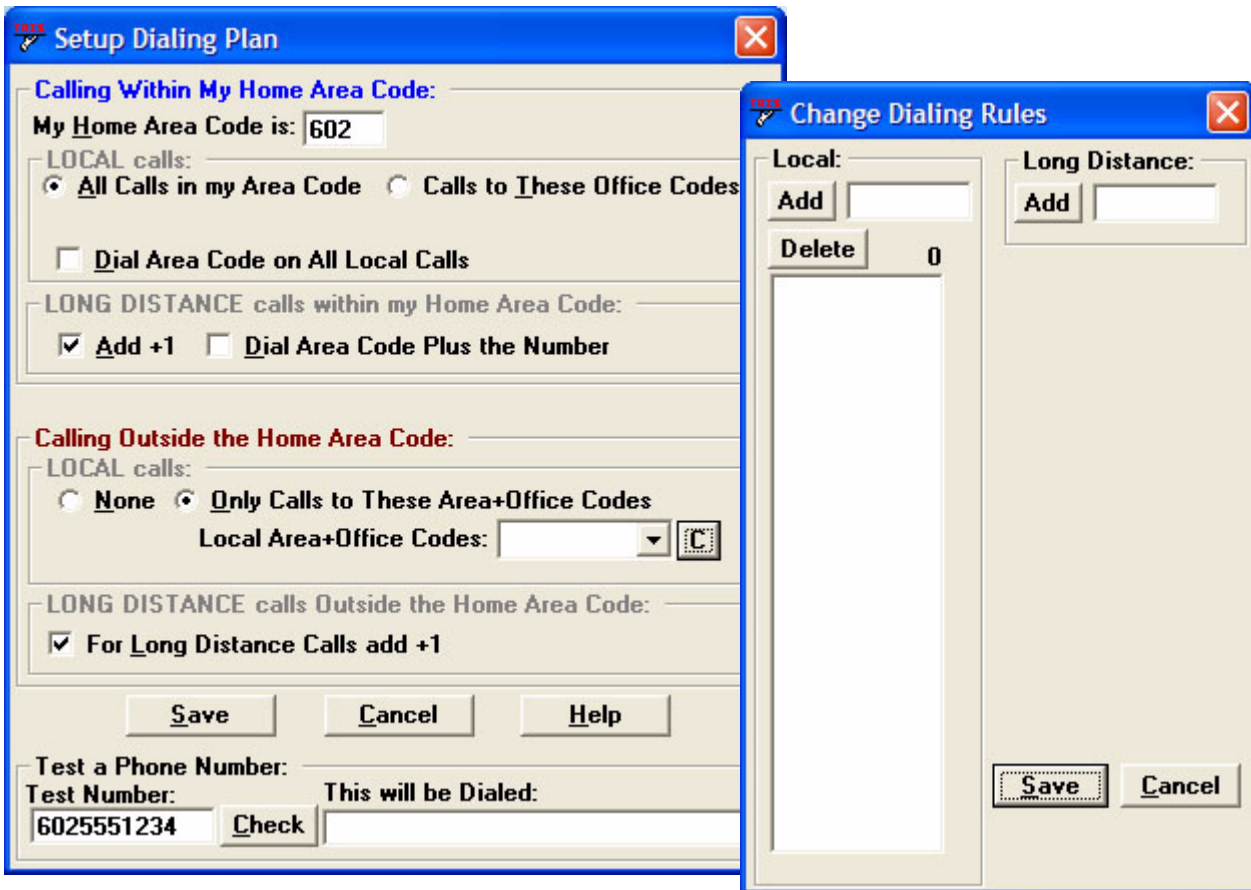 Setup Dialing Plan
Calling Within My Home Area Code:
My Home Area Code is: 602
LOCAL calls:
All Calls in my Area Code Calls to These Office Codes
Dial Area Code on All Local Calls
LONG DISTANCE calls within my Home Area Code:
Add +1 Dial Area Code Plus the Number
Calling Outside the Home Area Code:
LOCAL calls:
None Only Calls to These Area+Office Codes
Local Area+Office Codes: C
LONG DISTANCE calls Outside the Home Area Code:
For Long Distance Calls add +1
Save Cancel Help
Test a Phone Number:
Test Number: This will be Dialed:
6025551234 Check
Change Dialing Rules
Local: Long Distance:
Add Add
Delete 0
Save Cancel